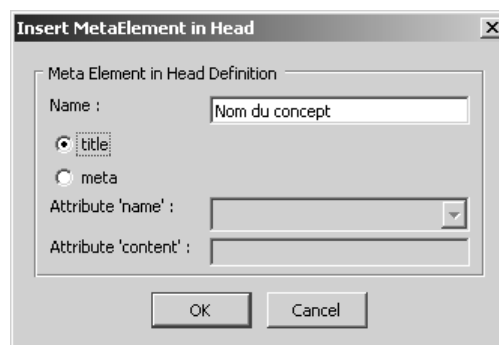 Insert MetaElement in Head
Meta Element in Head Definition
Name :
Nom du concept
title
meta
Attribute 'name' :
Attribute 'content' :
OK
Cancel